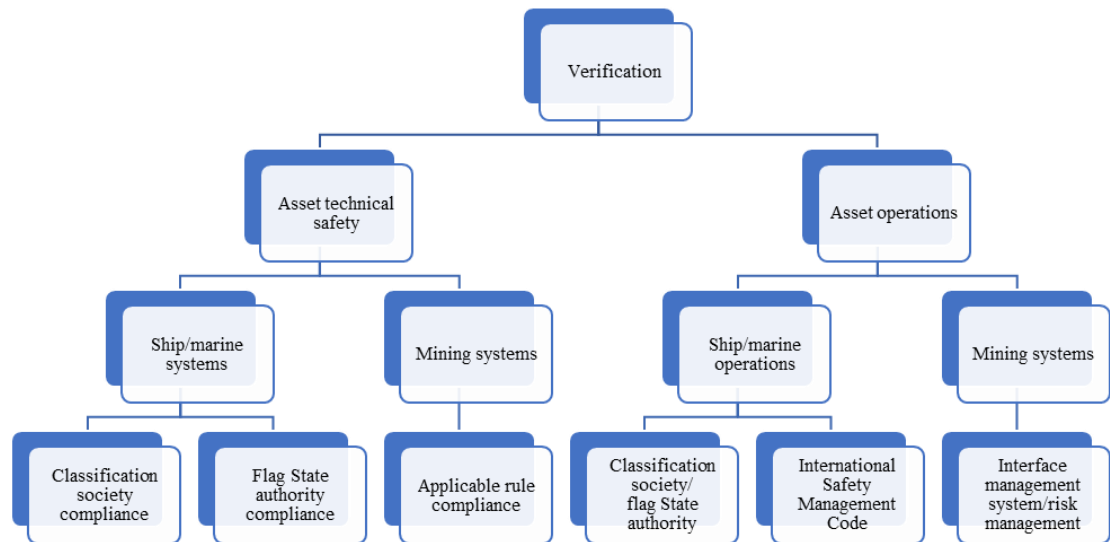 Verification
Asset technical
safety
Asset operations
Ship/marine
systems
Mining systems
Ship/marine
operations
Mining systems
Classification
society
compliance
Flag State
authority
compliance
Applicable rule
compliance
Classification
society/
flag State
authority
International
Safety
Management
Code
Interface
management
system/risk
management